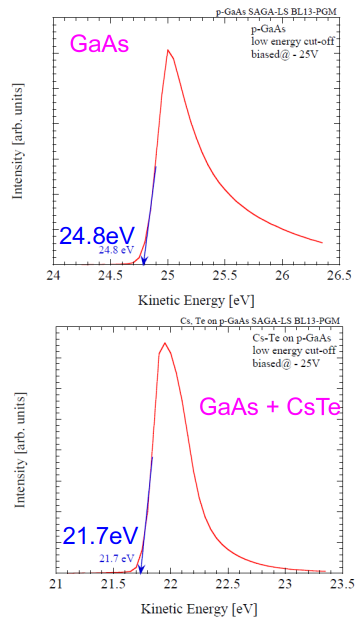 p-GaAs SAGA-LS BL13-PGM
GaAs
p-GaAs
low energy cut-off
biased@ - 25V
Intensity [arb. units]
24.8eV
24.8 eV
24 24.5 25 25.5 26 26.5
Kinetic Energy [eV]
Cs, Te on p-GaAs SAGA-LS BL13-PGM
Cs-Te on p-GaAs
low energy cut-off
biased@ - 25V
GaAs + CsTe
Intensity [arb. units]
21.7eV
21.7 eV
21 21.5 22 22.5 23 23.5
Kinetic Energy [eV]